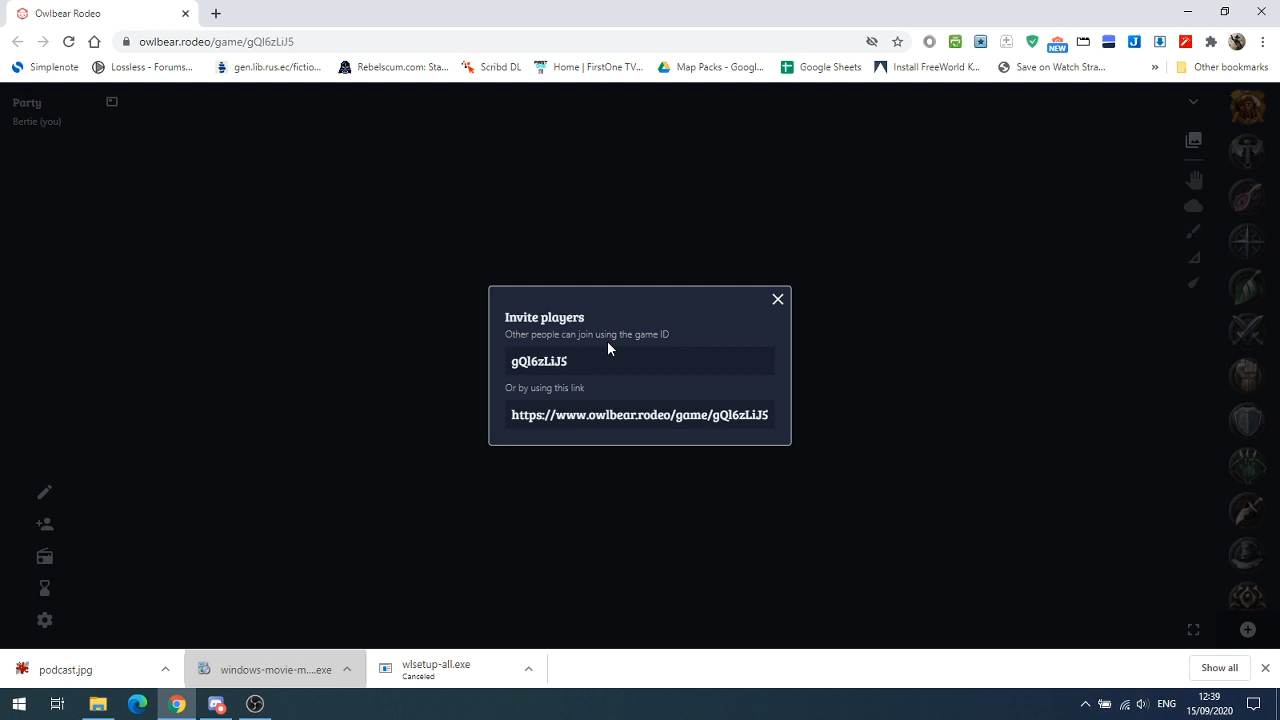 Owlbear Rodeo
owlbear.rodeo/game/gQl6zLiJ5
NEW
Simplenote
Lossless - Forums...
gen.lib.rus.ec/fictio...
Rebelscum.com: Sta...
Scribd DL
Home | FirstOne TV...
Map Packs - Googl...
Google Sheets
Install FreeWorld K...
Save on Watch Stra...
»
Other bookmarks
Party
Bertie (you)
Invite players
Other people can join using the game ID
gQl6zLiJ5
Or by using this link
https://www.owlbear.rodeo/game/gQl6zLiJ5
podcast.jpg
windows-movie-m....exe
wlsetup-all.exe
Canceled
Show all
ENG
12:39
15/09/2020